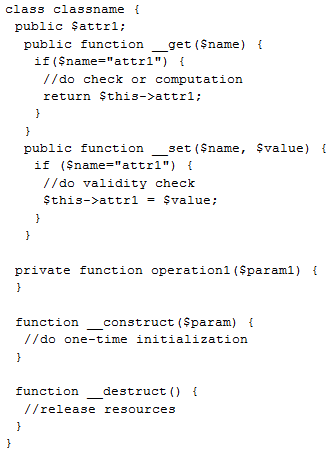 class classname {
 public $attr1;
  public function __get($name) {
   if($name="attr1") {
    //do check or computation
    return $this->attr1;
   }
  }
  public function __set($name, $value) {
   if ($name="attr1") {
    //do validity check
    $this->attr1 = $value;
   }
  }
 private function operation1($param1) {
 }
 function __construct($param) {
  //do one-time initialization
 }
 function __destruct() {
  //release resources
 }
}